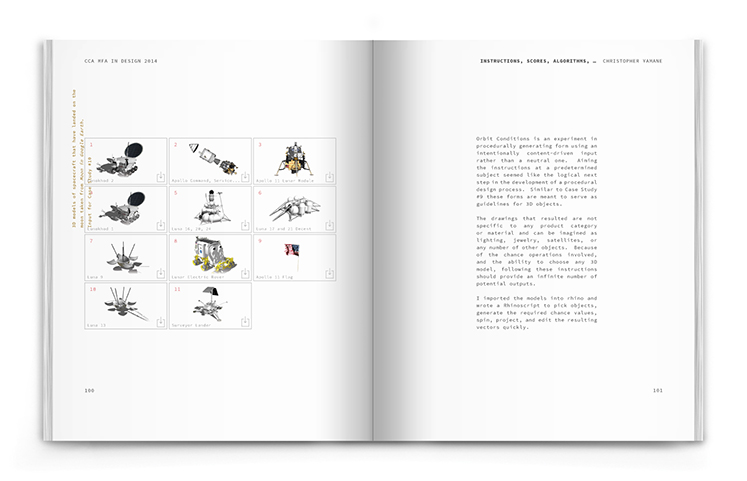 CCA MFA IN DESIGN 2014
3D models of spacecraft that have landed on the
moon taken from Moon in Google Earth.
Input for Case Study #10
1
Lunokhod 2
2
Apollo Command, Service
3
Apollo 11 Lunar Module
4
Lunokhod 1
5
Luna 16, 20, 24
6
7
Luna 9
8
Lunar Electric Rover
9
Apollo 11 Flag
10
Luna 13
11
Surveyor Lander
100
INSTRUCTIONS, SCORES, ALGORITHMS, … CHRISTOPHER YAMANE
Orbit Conditions is an experiment in
procedurally generating form using an
intentionally content-driven input
rather than a neutral one. Aiming
the instructions at a predetermined
subject seemed like the logical next
step in the development of a procedural
design process. Similar to Case Study
#9 these forms are meant to serve as
guidelines for 3D objects.
The drawings that resulted are not
specific to any product category
or material and can be imagined as
lighting, jewelry, satellites, or
any number of other objects. Because
of the chance operations involved,
and the ability to choose any 3D
model, following these instructions
should provide an infinite number of
potential outputs.
I imported the models into rhino and
wrote a Rhinoscript to pick objects,
generate the required chance values,
spin, project, and edit the resulting
vectors quickly.
101